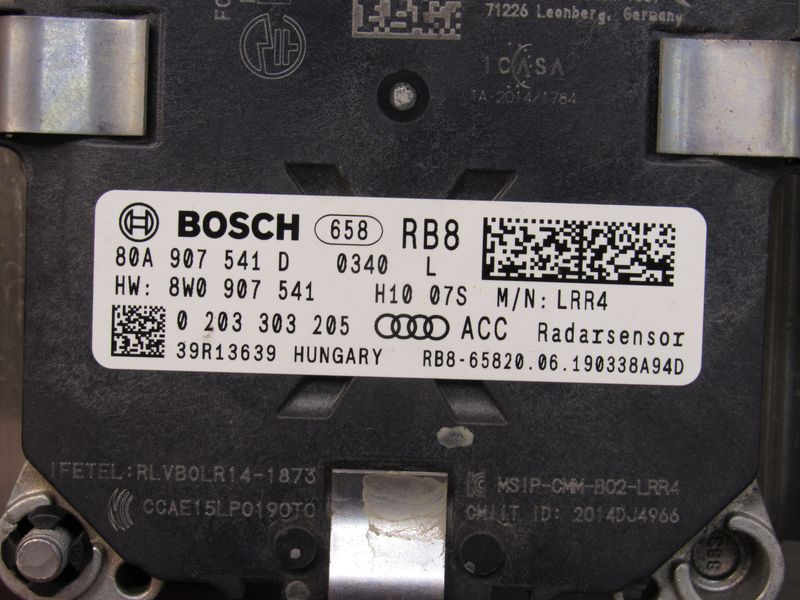 71226 Leonberg, Germany
ICASA
TA-2014/1784
BOSCH 658 RB8
80A 907 541 D 0340 L
HW: 8W0 907 541 H10 07S M/N: LRR4
0 203 303 205 ACC Radarsensor
39R13639 HUNGARY RB8-65820.06.190338A94D
IFETEL: RLVBOLR14-1873
MSIP-CMM-BO2-LRR4
CCAE15LP0190T0
CMIIT ID: 2014DJ4966